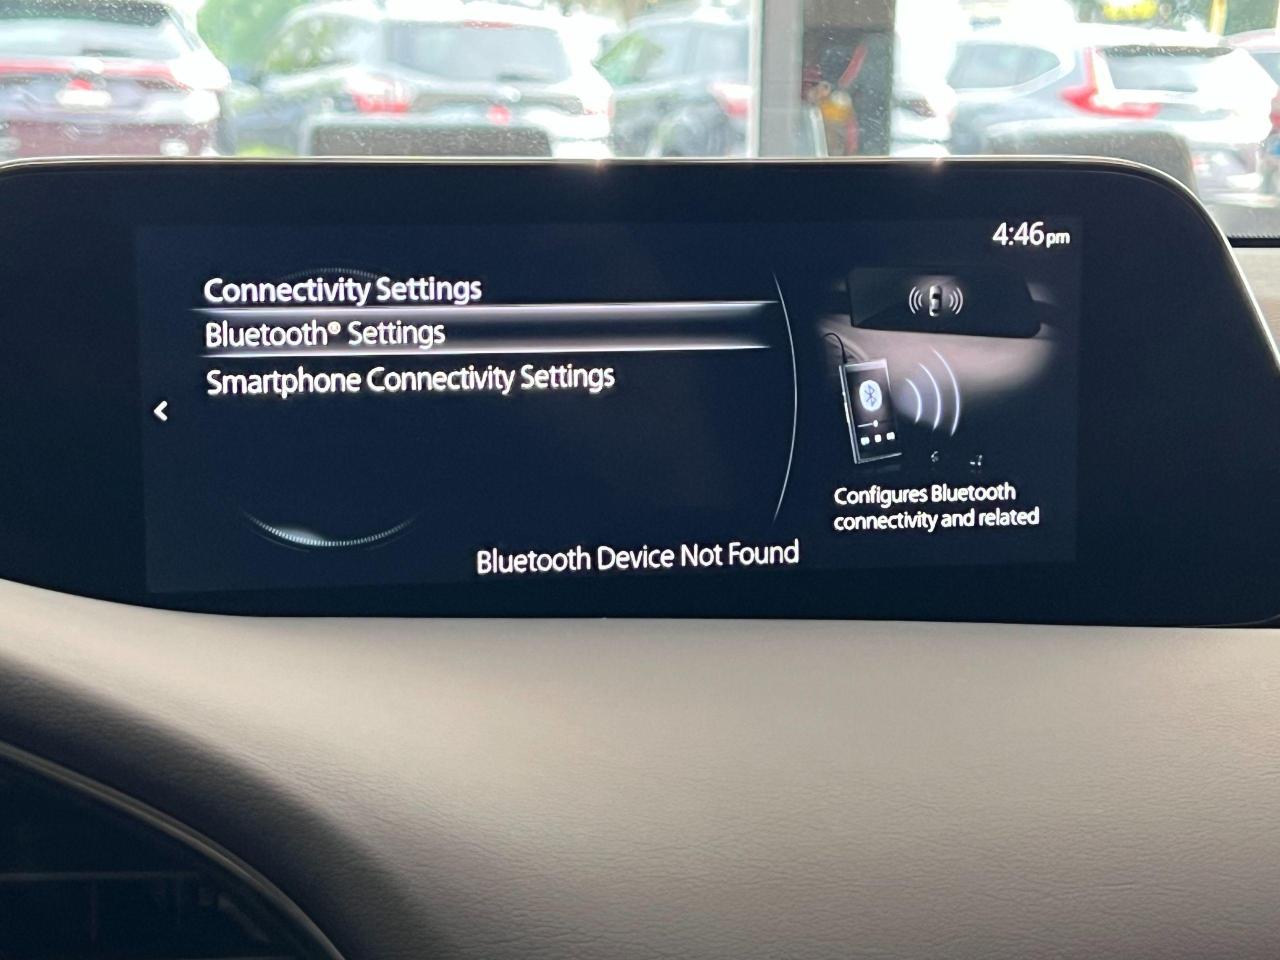 4:46pm
Connectivity Settings
Bluetooth® Settings
Smartphone Connectivity Settings
Configures Bluetooth
connectivity and related
Bluetooth Device Not Found